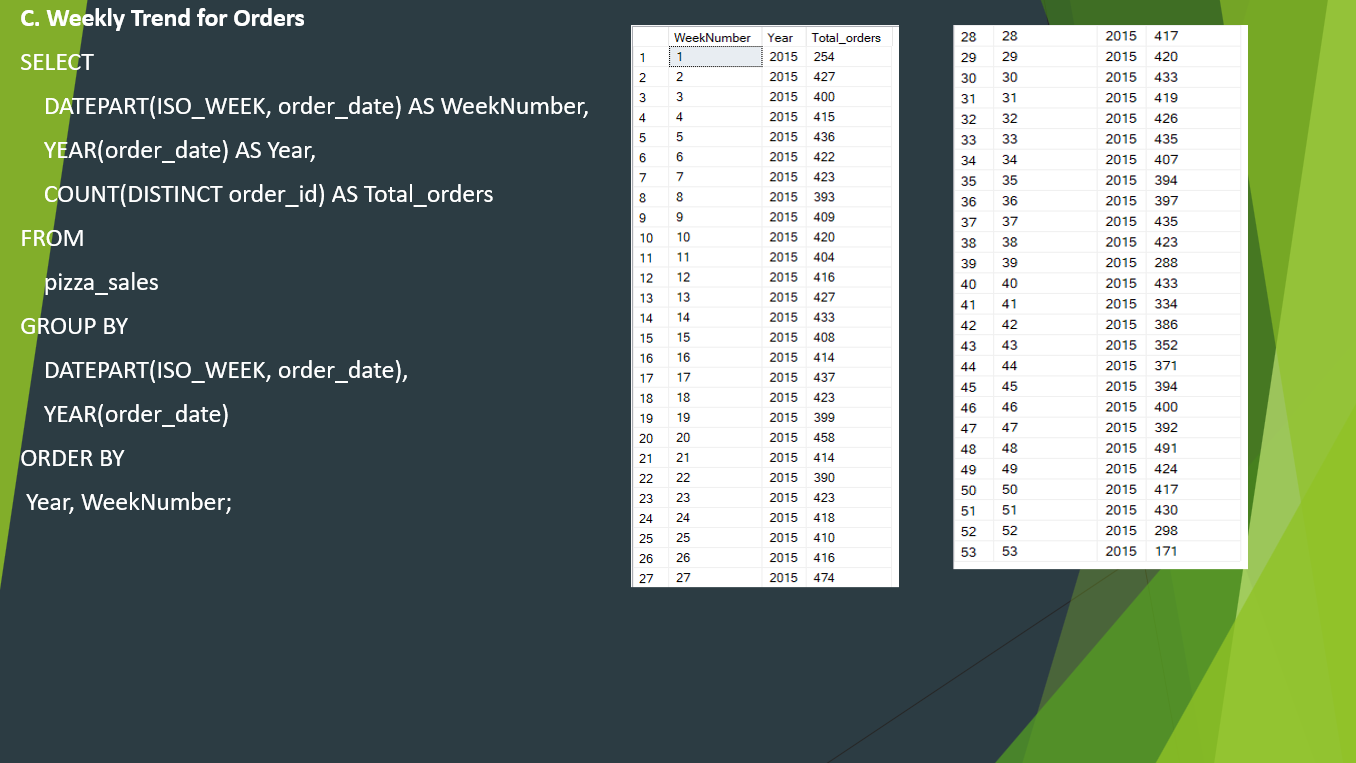 C. Weekly Trend for Orders
SELECT
DATEPART(ISO_WEEK, order_date) AS WeekNumber,
YEAR(order_date) AS Year,
COUNT(DISTINCT order_id) AS Total_orders
FROM
pizza_sales
GROUP BY
DATEPART(ISO_WEEK, order_date),
YEAR(order_date)
ORDER BY
Year, WeekNumber;
WeekNumber Year Total_orders
1 1 2015 254
2 2 2015 427
3 3 2015 400
4 4 2015 415
5 5 2015 436
6 6 2015 422
7 7 2015 423
8 8 2015 393
9 9 2015 409
10 10 2015 420
11 11 2015 404
12 12 2015 416
13 13 2015 427
14 14 2015 433
15 15 2015 408
16 16 2015 414
17 17 2015 437
18 18 2015 423
19 19 2015 399
20 20 2015 458
21 21 2015 414
22 22 2015 390
23 23 2015 423
24 24 2015 418
25 25 2015 410
26 26 2015 416
27 27 2015 474
28 28 2015 417
29 29 2015 420
30 30 2015 433
31 31 2015 419
32 32 2015 426
33 33 2015 435
34 34 2015 407
35 35 2015 394
36 36 2015 397
37 37 2015 435
38 38 2015 423
39 39 2015 288
40 40 2015 433
41 41 2015 334
42 42 2015 386
43 43 2015 352
44 44 2015 371
45 45 2015 394
46 46 2015 400
47 47 2015 392
48 48 2015 491
49 49 2015 424
50 50 2015 417
51 51 2015 430
52 52 2015 298
53 53 2015 171